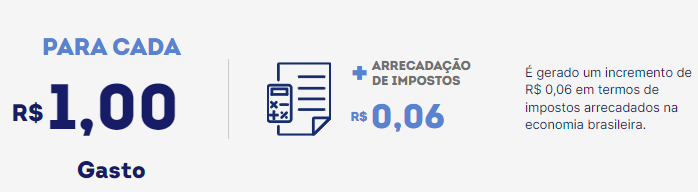 PARA CADA
R$ 1,00
Gasto
+ ARRECADAÇÃO
DE IMPOSTOS
R$ 0,06
É gerado um incremento de
R$ 0,06 em termos de
impostos arrecadados na
economia brasileira.